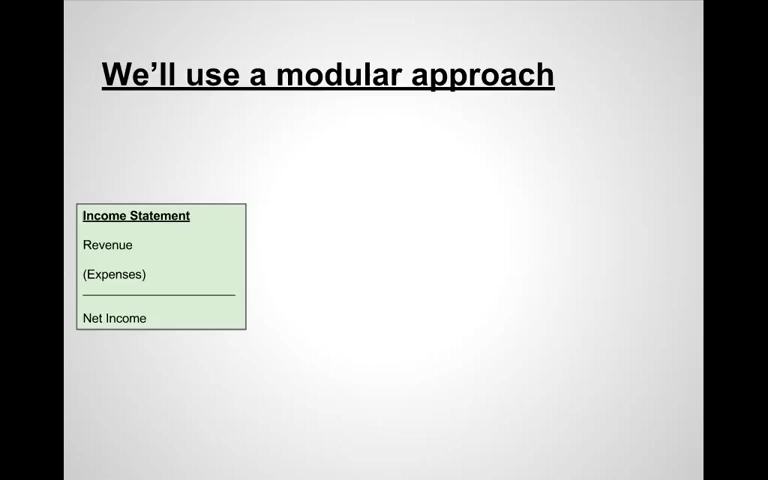 We'll use a modular approach
Income Statement
Revenue
(Expenses)
Net Income